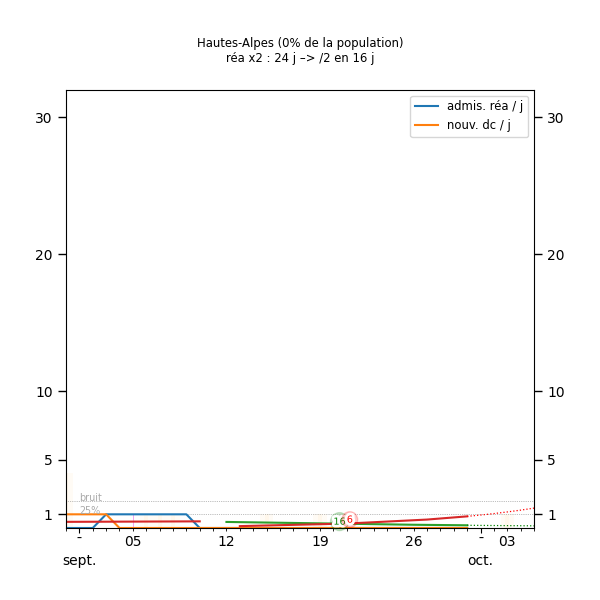 Hautes-Alpes (0% de la population)
réa x2 : 24 j –> /2 en 16 j
admis. réa / j
nouv. dc / j
30 30
20 20
10 10
5 5
bruit
25%
1 1
16 6
- 05 12 19 26 - 03
sept. oct.